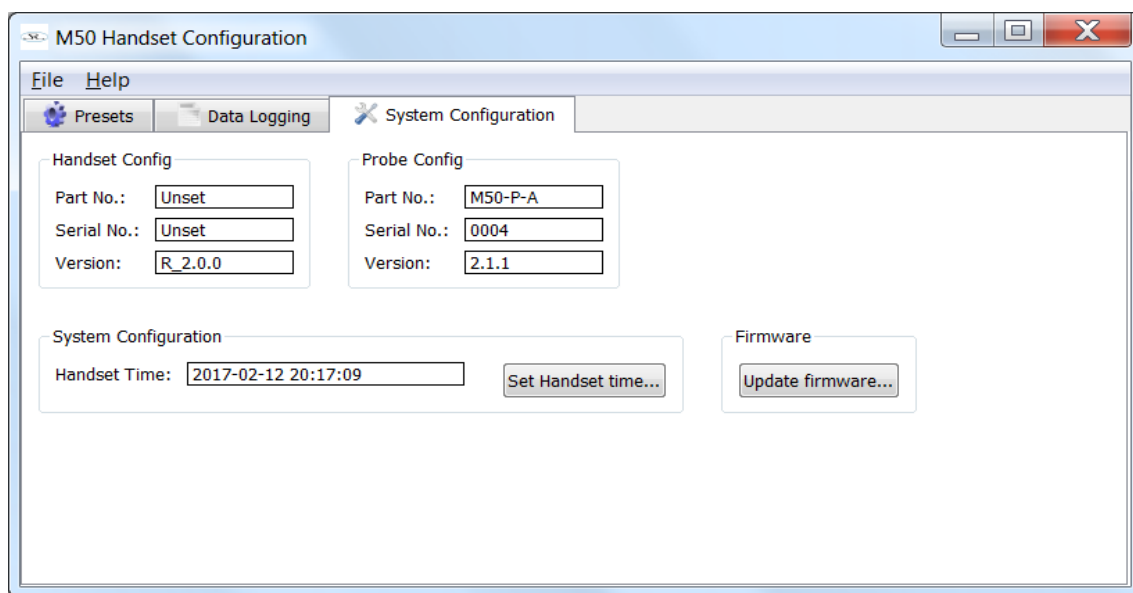 M50 Handset Configuration
File Help
Presets Data Logging System Configuration
Handset Config Probe Config
Part No.: Unset Part No.: M50-P-A
Serial No.: Unset Serial No.: 0004
Version: R_2.0.0 Version: 2.1.1
System Configuration Firmware
Handset Time: 2017-02-12 20:17:09 Set Handset time... Update firmware...